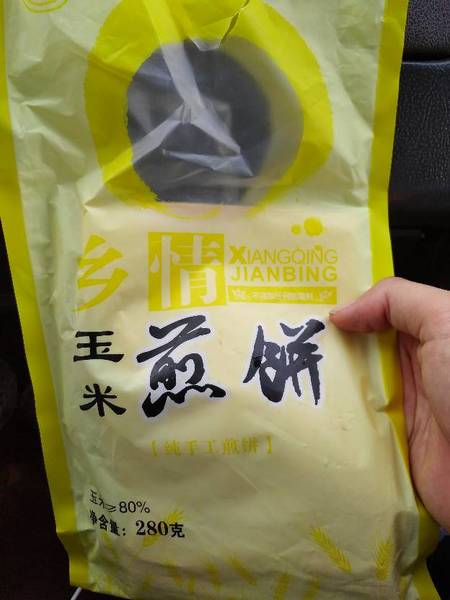 乡情
XIANGQING
JIANBING
玉米
煎饼
【纯手工煎饼】
玉米≥80%
净含量：280克